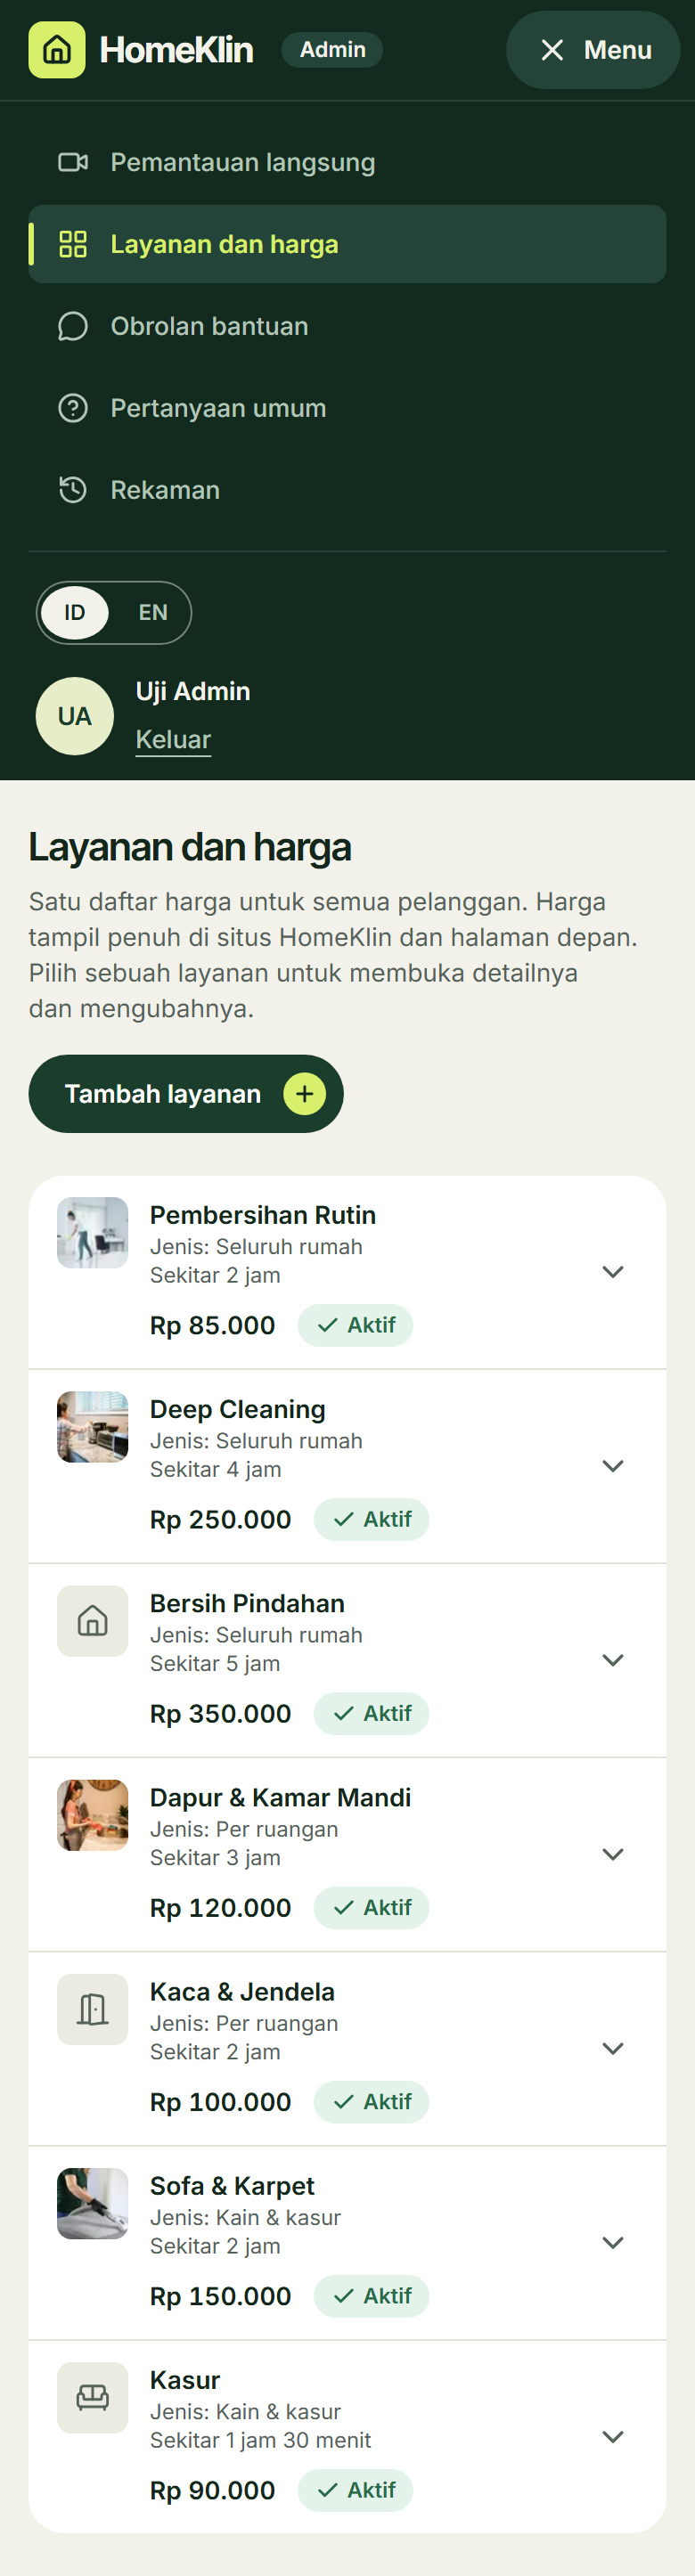 HomeKlin
Admin
Menu
Pemantauan langsung
Layanan dan harga
Obrolan bantuan
Pertanyaan umum
Rekaman
ID
EN
UA
Uji Admin
Keluar
Layanan dan harga
Satu daftar harga untuk semua pelanggan. Harga
tampil penuh di situs HomeKlin dan halaman depan.
Pilih sebuah layanan untuk membuka detailnya
dan mengubahnya.
Tambah layanan
Pembersihan Rutin
Jenis: Seluruh rumah
Sekitar 2 jam
Rp 85.000
Aktif
Deep Cleaning
Jenis: Seluruh rumah
Sekitar 4 jam
Rp 250.000
Aktif
Bersih Pindahan
Jenis: Seluruh rumah
Sekitar 5 jam
Rp 350.000
Aktif
Dapur & Kamar Mandi
Jenis: Per ruangan
Sekitar 3 jam
Rp 120.000
Aktif
Kaca & Jendela
Jenis: Per ruangan
Sekitar 2 jam
Rp 100.000
Aktif
Sofa & Karpet
Jenis: Kain & kasur
Sekitar 2 jam
Rp 150.000
Aktif
Kasur
Jenis: Kain & kasur
Sekitar 1 jam 30 menit
Rp 90.000
Aktif